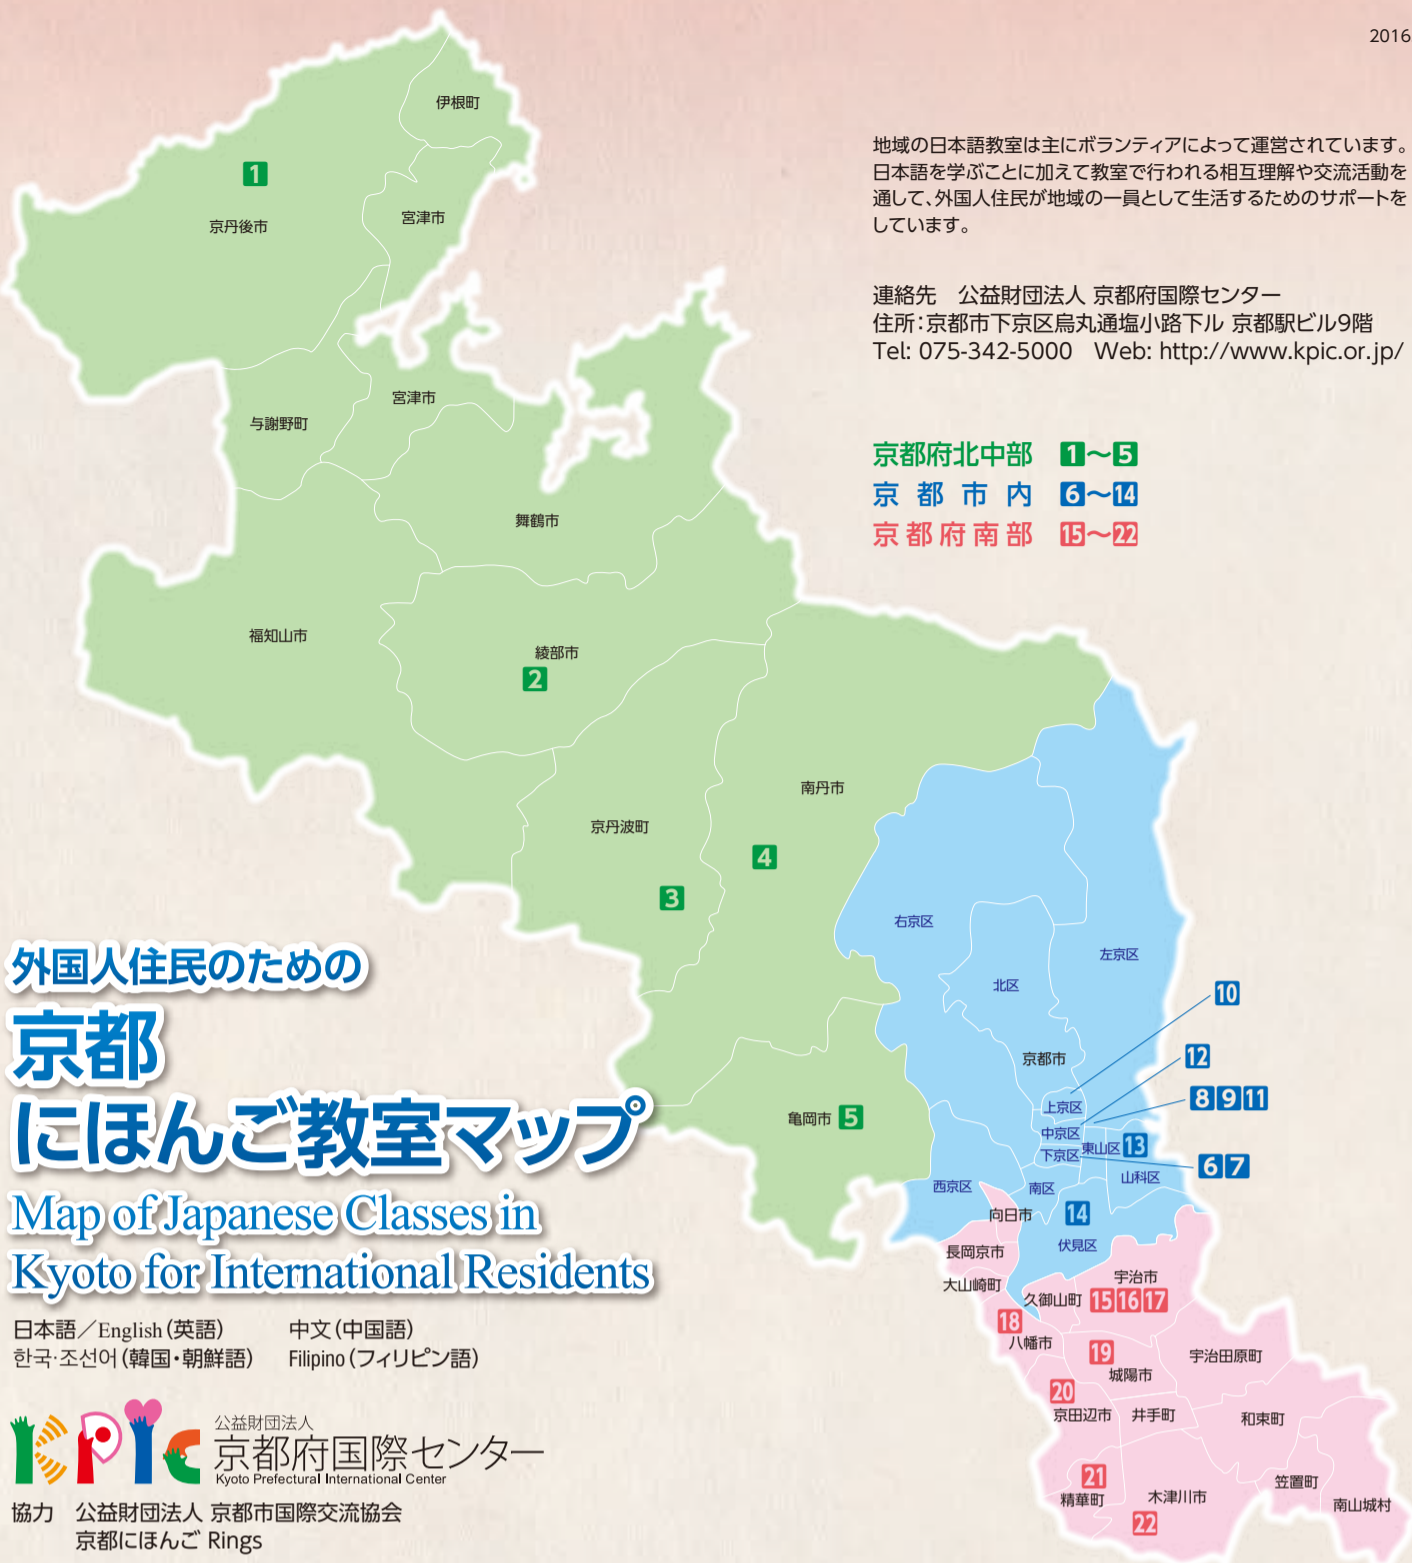 2016
地域の日本語教室は主にボランティアによって運営されています。
日本語を学ぶことに加えて教室で行われる相互理解や交流活動を
通して、外国人住民が地域の一員として生活するためのサポートを
しています。
連絡先　公益財団法人 京都府国際センター
住所:京都市下京区烏丸通塩小路下ル 京都駅ビル9階
Tel: 075-342-5000　Web: http://www.kpic.or.jp/
京都府北中部　1〜5
京都市内　6〜14
京都府南部　15〜22
伊根町
1
京丹後市
宮津市
宮津市
与謝野町
舞鶴市
福知山市
綾部市
2
南丹市
京丹波町
4
3
右京区
左京区
北区
10
京都市
12
上京区
8 9 11
中京区
亀岡市 5
東山区 13
下京区
6 7
山科区
西京区
南区
向日市
14
伏見区
長岡京市
大山崎町
宇治市
久御山町
15 16 17
18
八幡市
19
宇治田原町
城陽市
20
京田辺市
井手町
和束町
21
精華町
木津川市
笠置町
南山城村
22
外国人住民のための
京都
にほんご教室マップ
Map of Japanese Classes in
Kyoto for International Residents
日本語／English(英語)　中文(中国語)
한국·조선어(韓国・朝鮮語)　Filipino(フィリピン語)
KPIC
公益財団法人
京都府国際センター
Kyoto Prefectural International Center
協力　公益財団法人 京都市国際交流協会
京都にほんご Rings